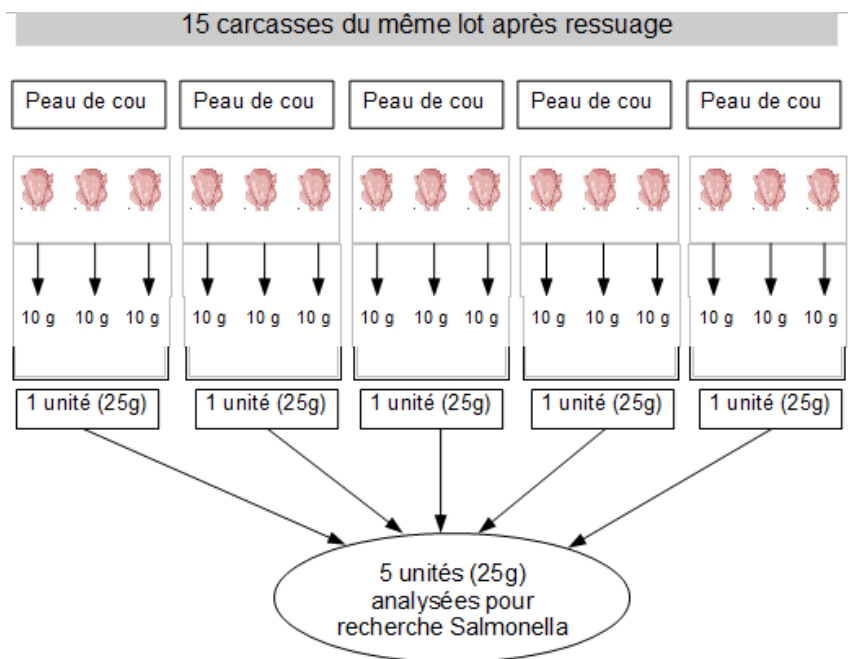 15 carcasses du même lot après ressuage
Peau de cou Peau de cou Peau de cou Peau de cou Peau de cou
10 g 10 g 10 g 10 g 10 g 10 g 10 g 10 g 10 g 10 g 10 g 10 g 10 g 10 g 10 g
1 unité (25g) 1 unité (25g) 1 unité (25g) 1 unité (25g) 1 unité (25g)
5 unités (25g)
analysées pour
recherche Salmonella